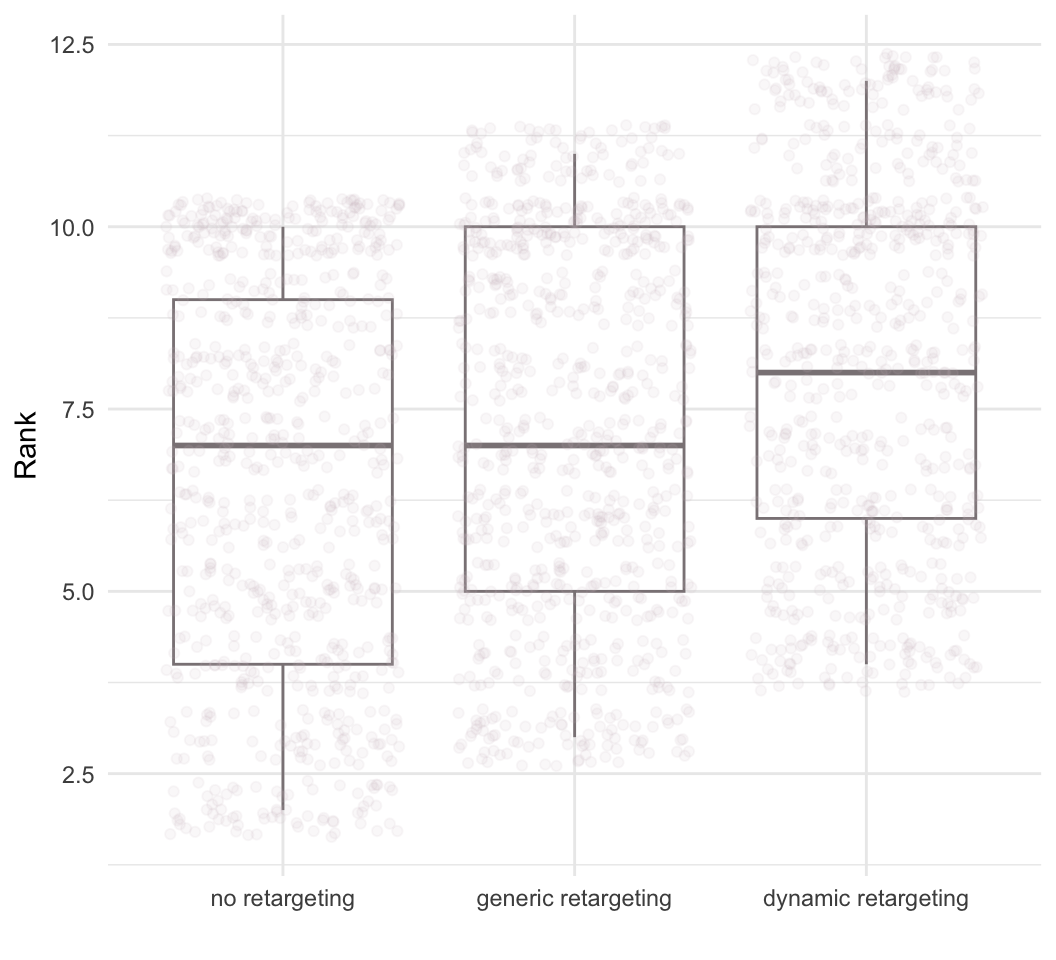 Rank
12.5
10.0
7.5
5.0
2.5
no retargeting
generic retargeting
dynamic retargeting